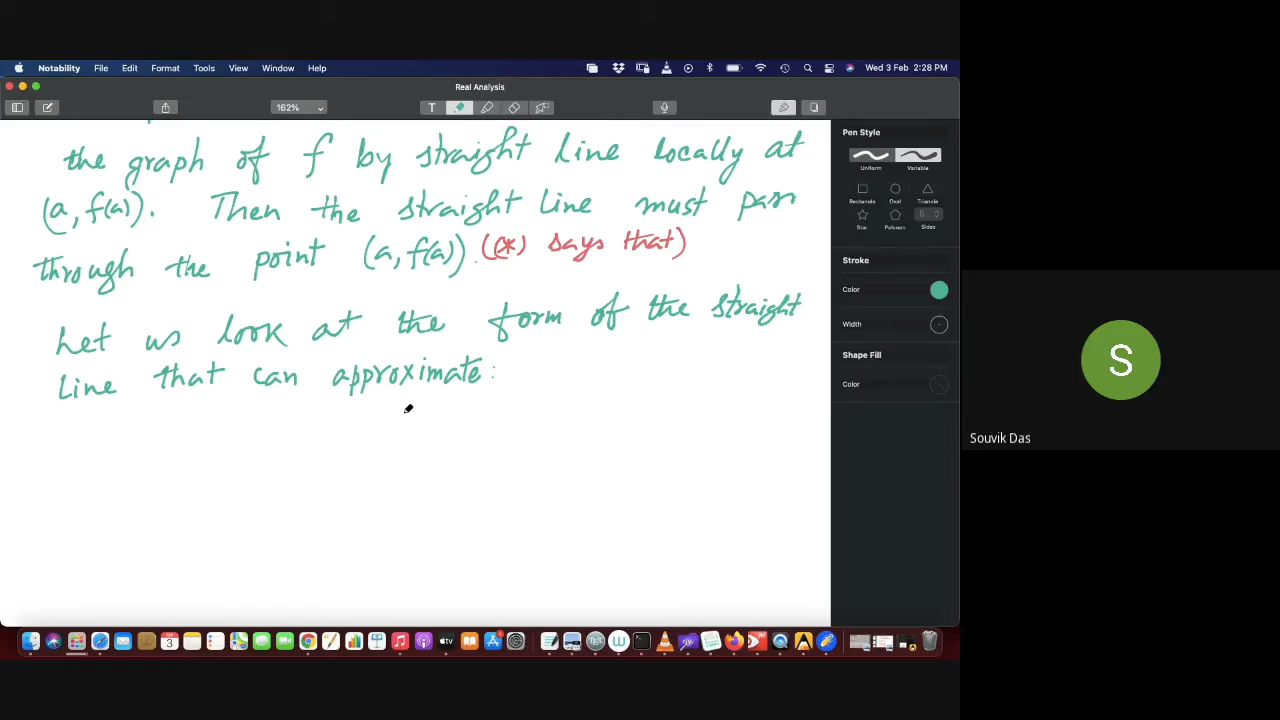 Notability File Edit Format Tools View Window Help Wed 3 Feb 2:28 PM
Real Analysis
162% T
the graph of f by straight line locally at
(a, f(a)). Then the straight line must pass
through the point (a, f(a)). ((*) says that)
Let us look at the form of the straight
line that can approximate:
Pen Style
Uniform Variable
Rectangle Oval Triangle
Star Polygon Sides
Stroke
Color
Width
Shape Fill
Color
S
Souvik Das